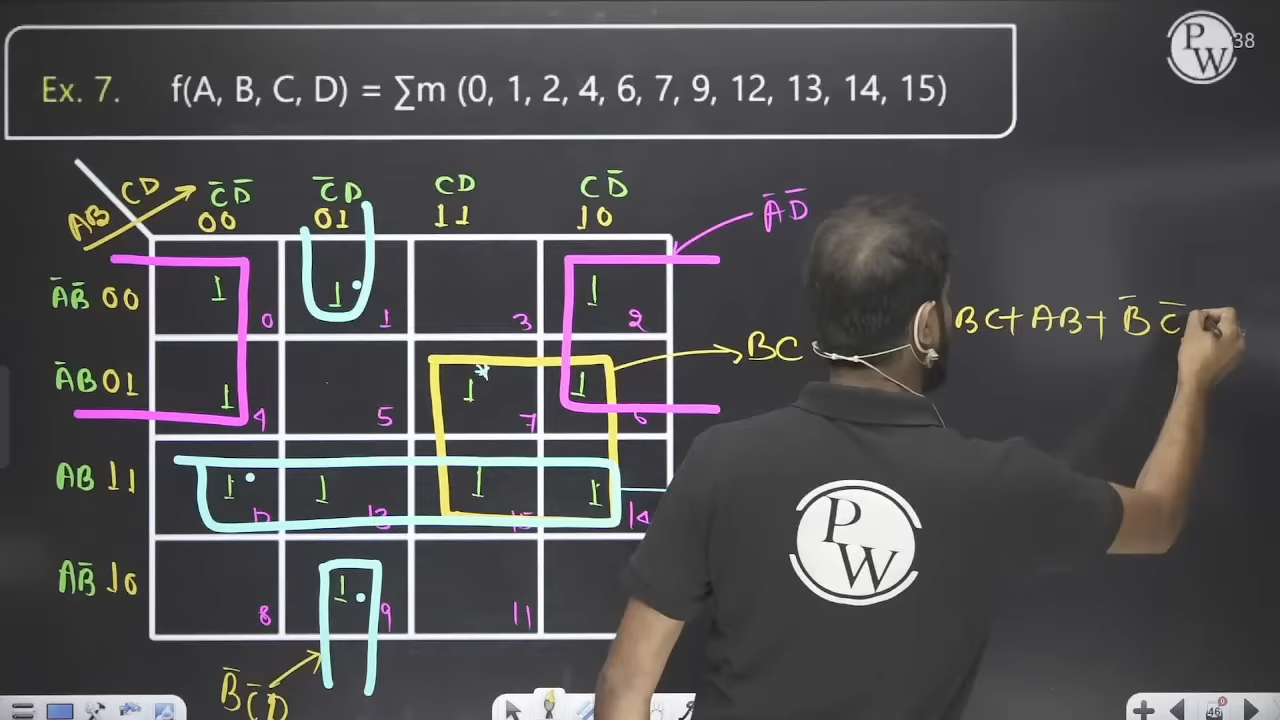 PW 38
Ex. 7. f(A, B, C, D) = ∑m (0, 1, 2, 4, 6, 7, 9, 12, 13, 14, 15)
AB CD C̅D̅ C̅D CD CD̅ A̅D̅
00 01 11 10
A̅B̅ 00 1 0 1 1 3 1 2
BC+AB+B̅C̅
A̅B 01 1 4 5 1 7 1 6 BC
AB 11 1 12 1 13 1 15 1 14
PW
AB̅ 10 8 1 9 11
B̅C̅D
46